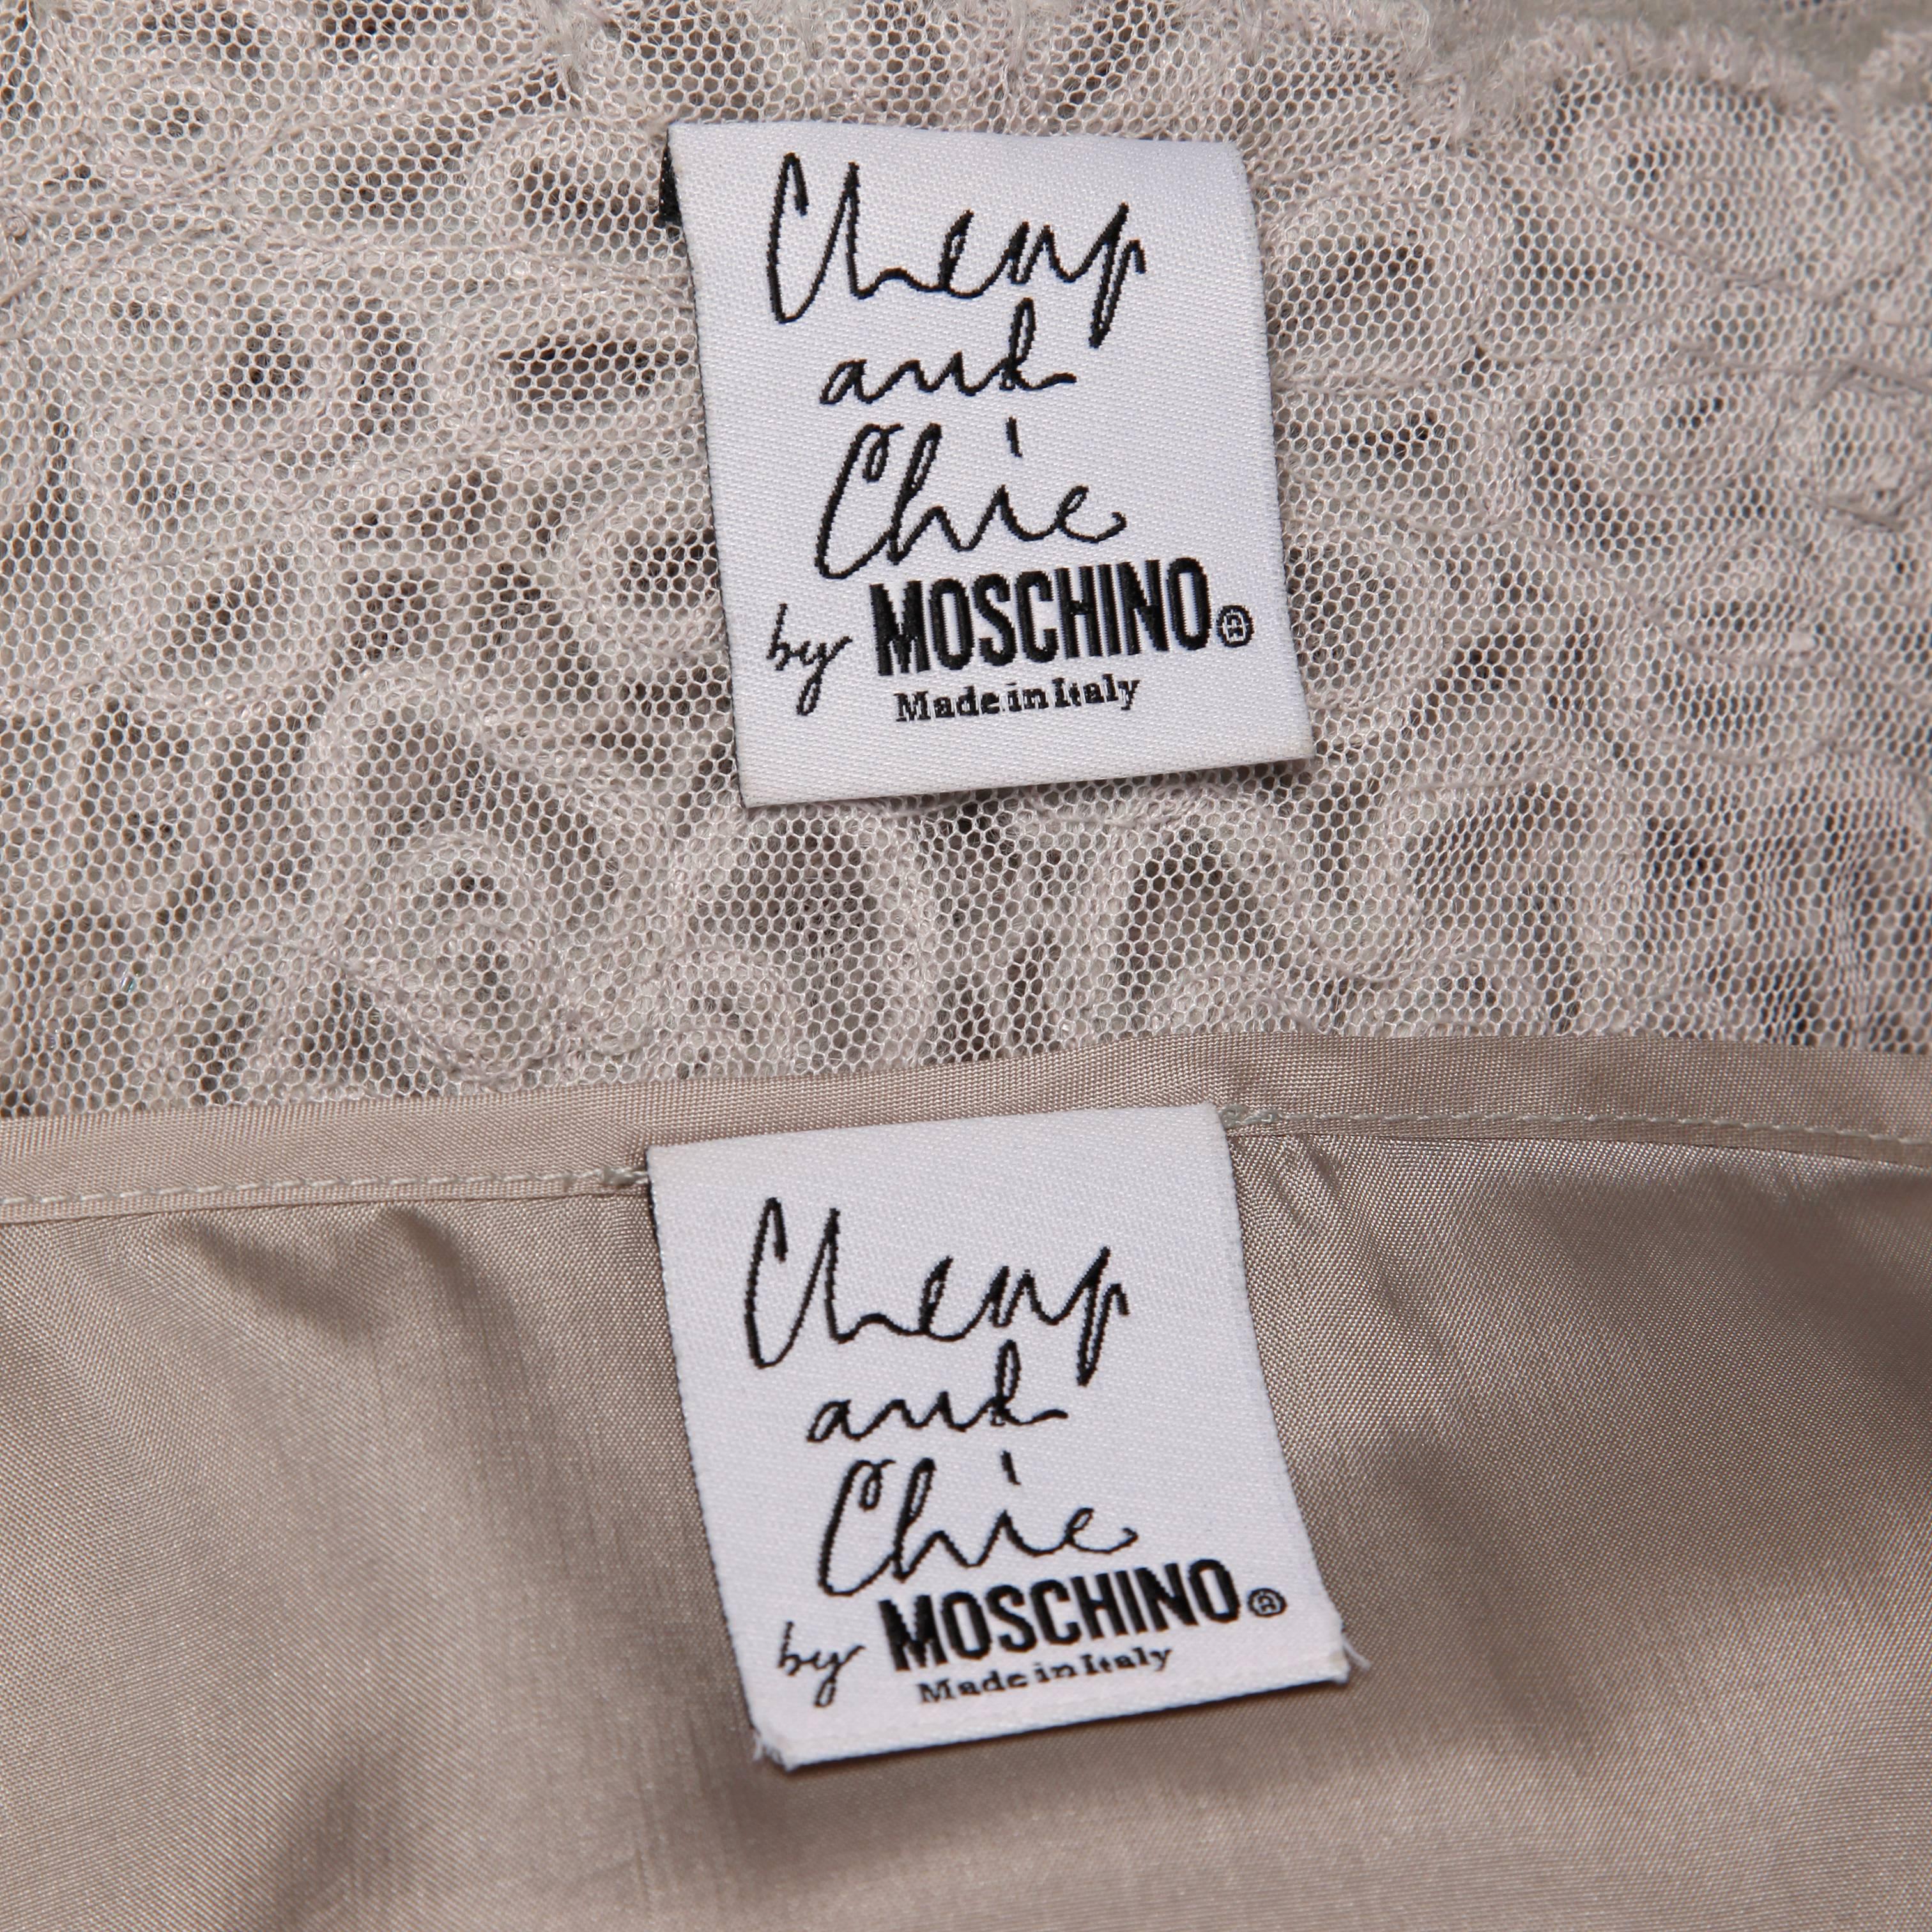 Cheap
and
Chic
by MOSCHINO®
Made in Italy
Cheap
and
Chic
by MOSCHINO®
Made in Italy